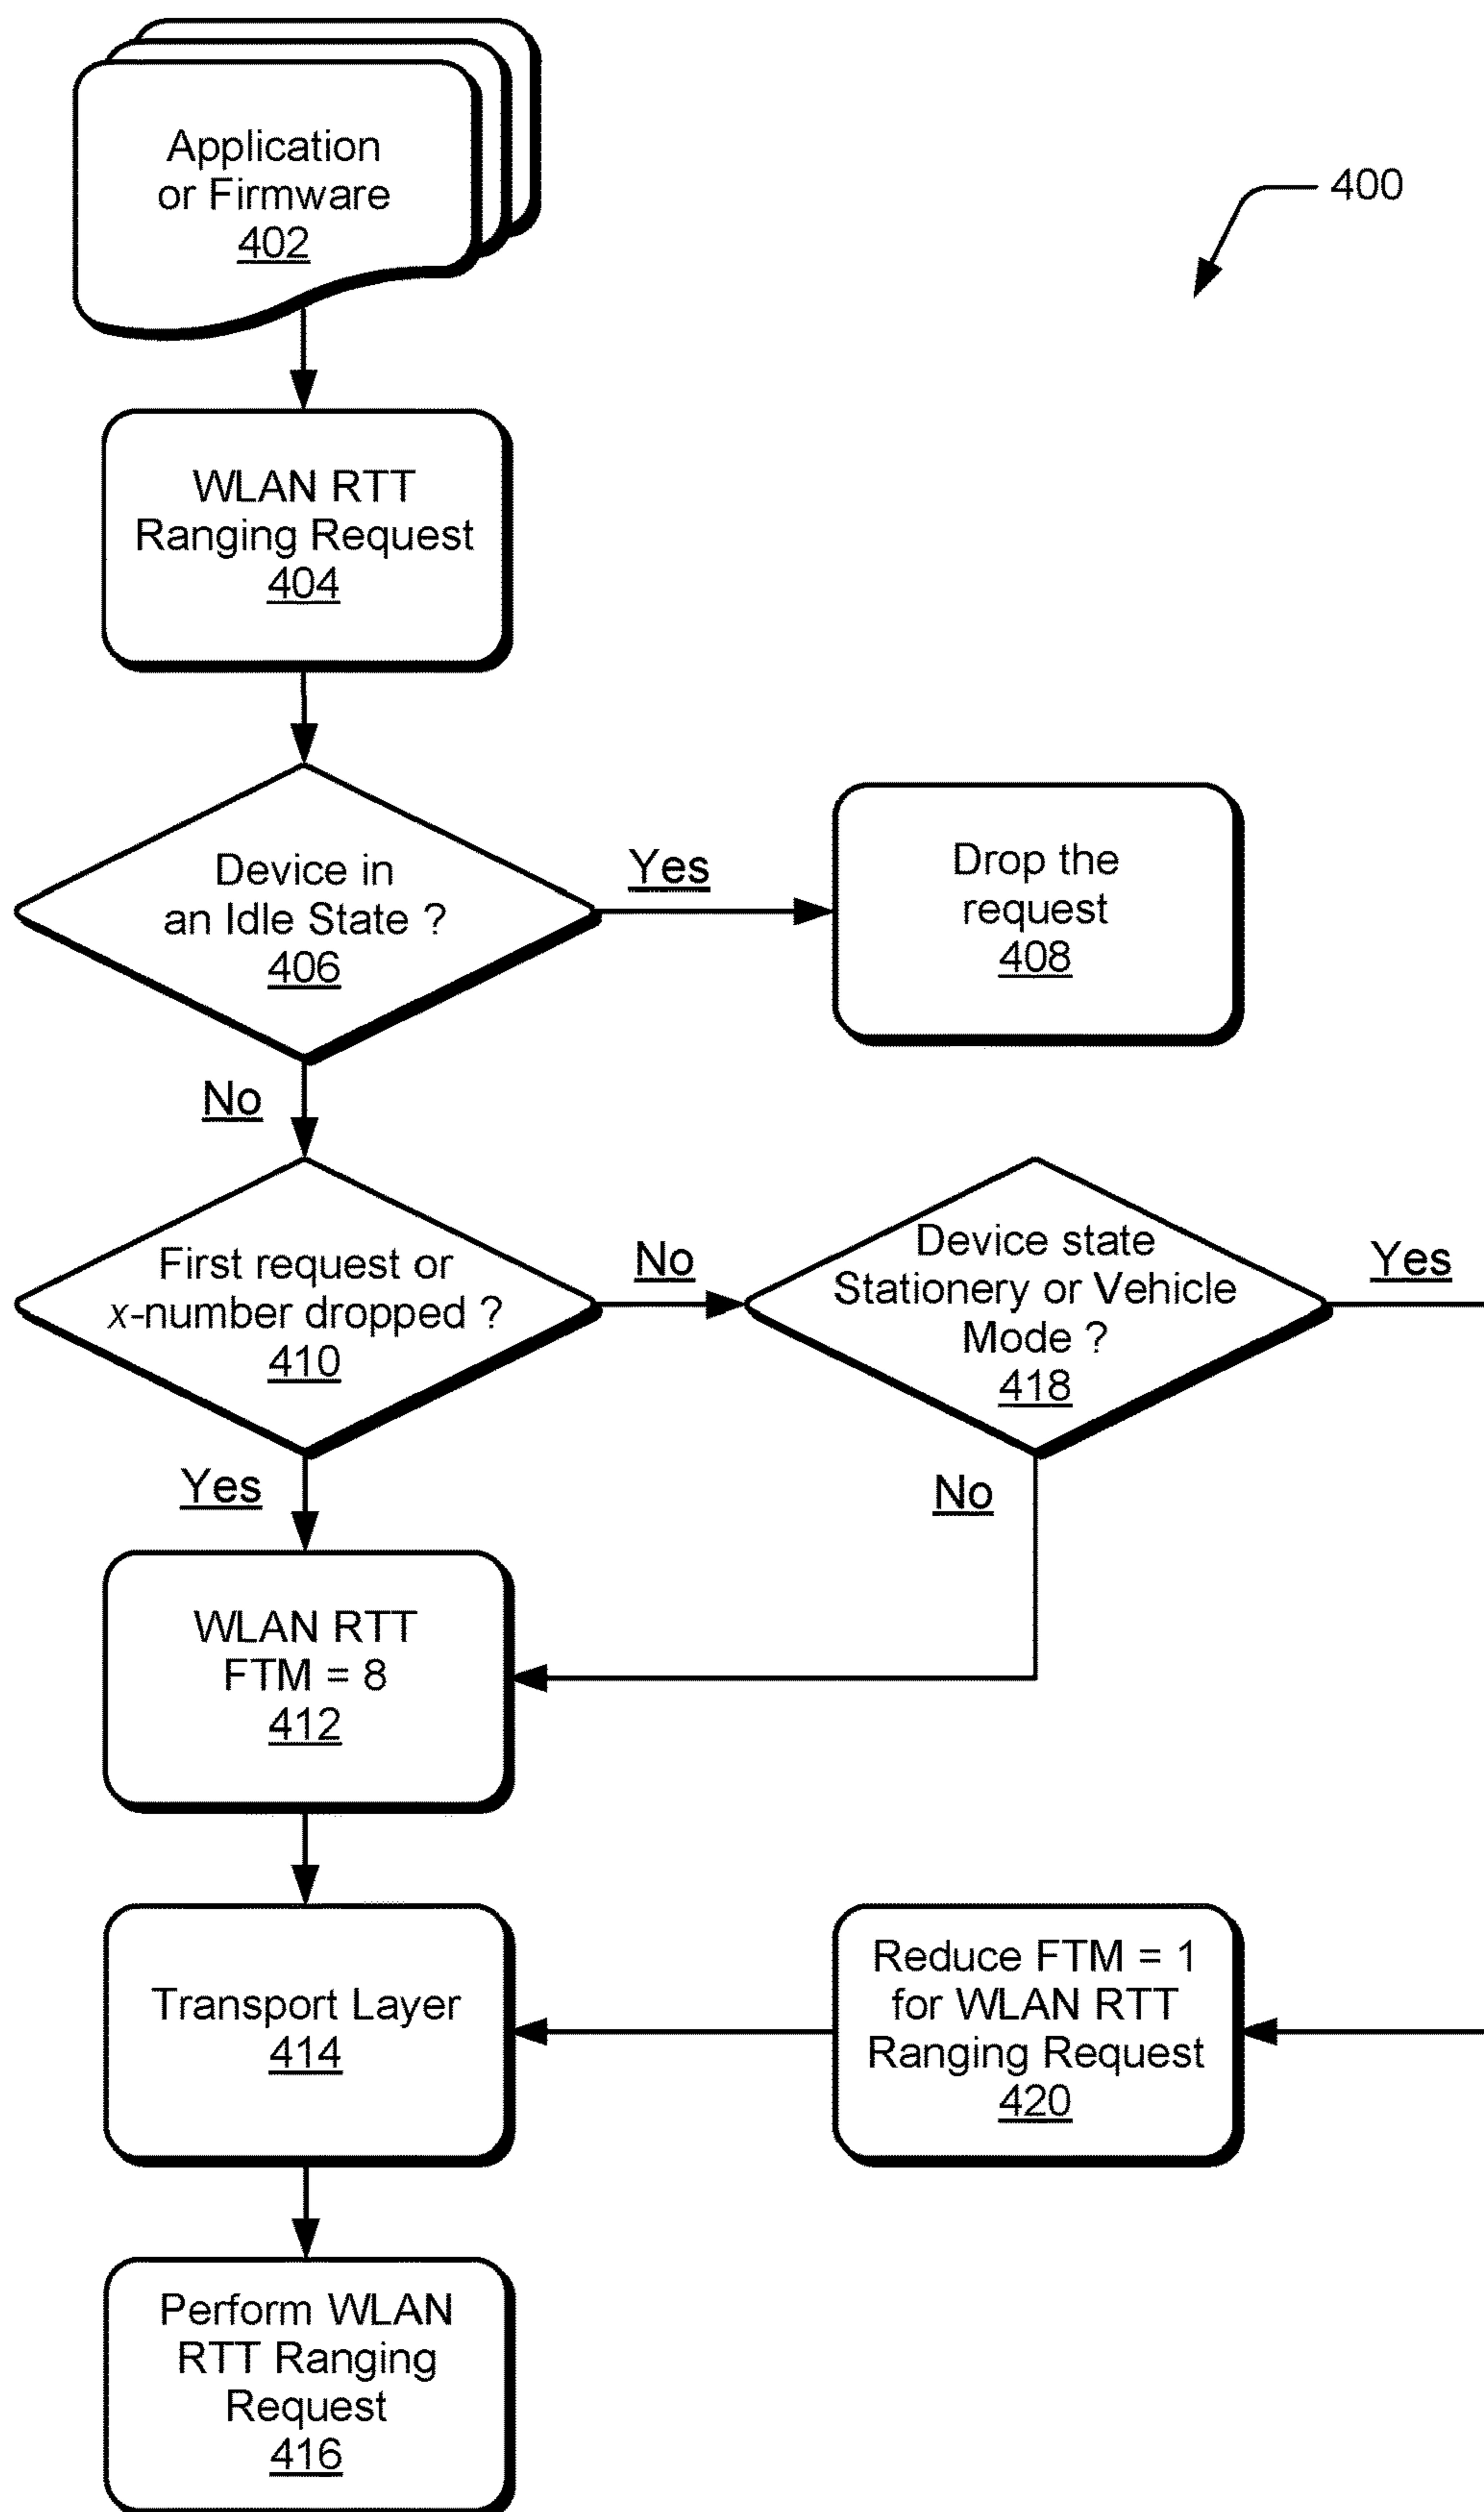 Application
or Firmware
402
400
WLAN RTT
Ranging Request
404
Device in
an Idle State ?
406
Yes
Drop the
request
408
No
First request or
x-number dropped ?
410
No
Device state
Stationery or Vehicle
Mode ?
418
Yes
Yes
No
WLAN RTT
FTM = 8
412
Transport Layer
414
Reduce FTM = 1
for WLAN RTT
Ranging Request
420
Perform WLAN
RTT Ranging
Request
416